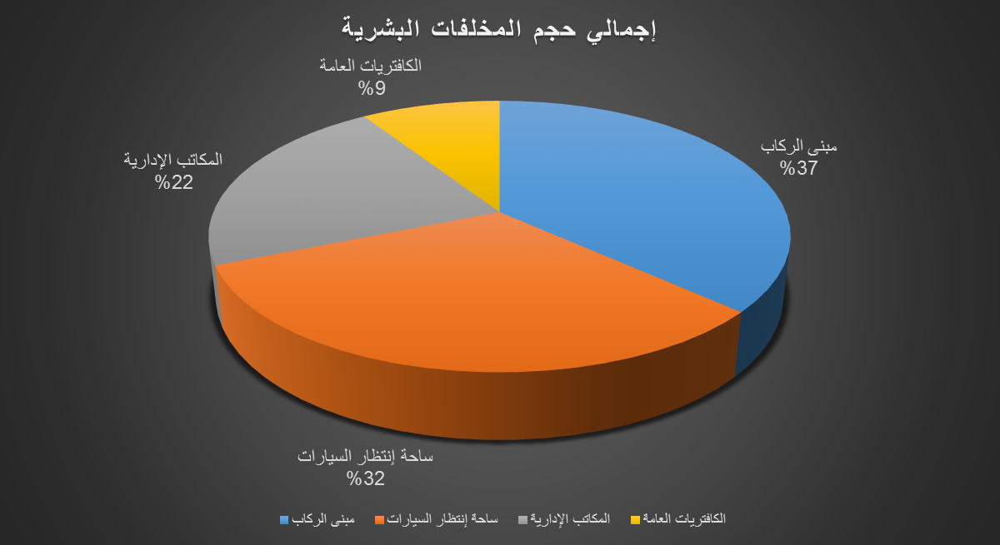 إجمالي حجم المخلفات البشرية
الكافتريات العامة
%9
مبنى الركاب
%37
المكاتب الإدارية
%22
ساحة إنتظار السيارات
%32
مبنى الركاب ساحة إنتظار السيارات المكاتب الإدارية الكافتريات العامة